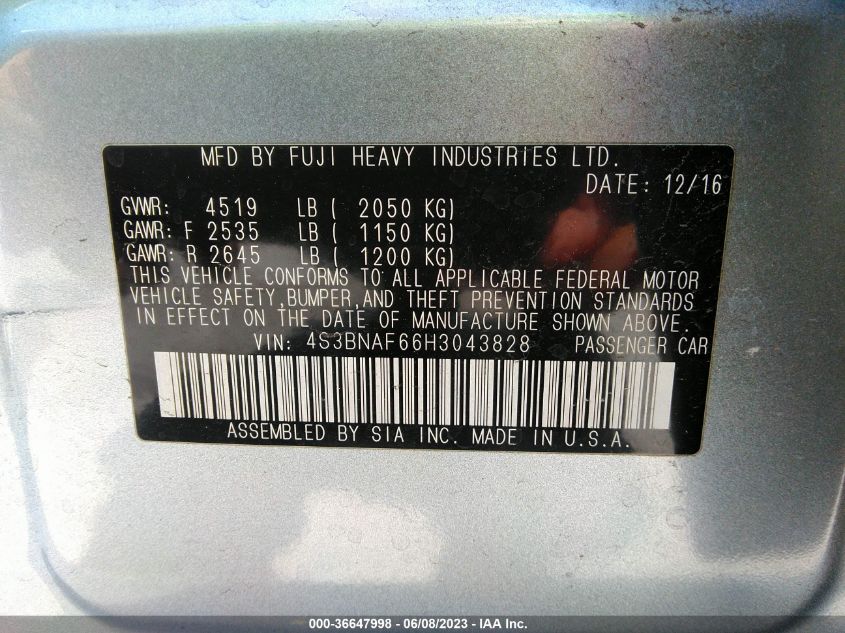 MFD BY FUJI HEAVY INDUSTRIES LTD.
DATE: 12/16
GVWR: 4519 LB ( 2050 KG)
GAWR: F 2535 LB ( 1150 KG)
GAWR: R 2645 LB ( 1200 KG)
THIS VEHICLE CONFORMS TO ALL APPLICABLE FEDERAL MOTOR
VEHICLE SAFETY,BUMPER,AND THEFT PREVENTION STANDARDS
IN EFFECT ON THE DATE OF MANUFACTURE SHOWN ABOVE.
VIN: 4S3BNAF66H3043828 PASSENGER CAR
ASSEMBLED BY SIA INC. MADE IN U.S.A.
000-36647998 - 06/08/2023 - IAA Inc.